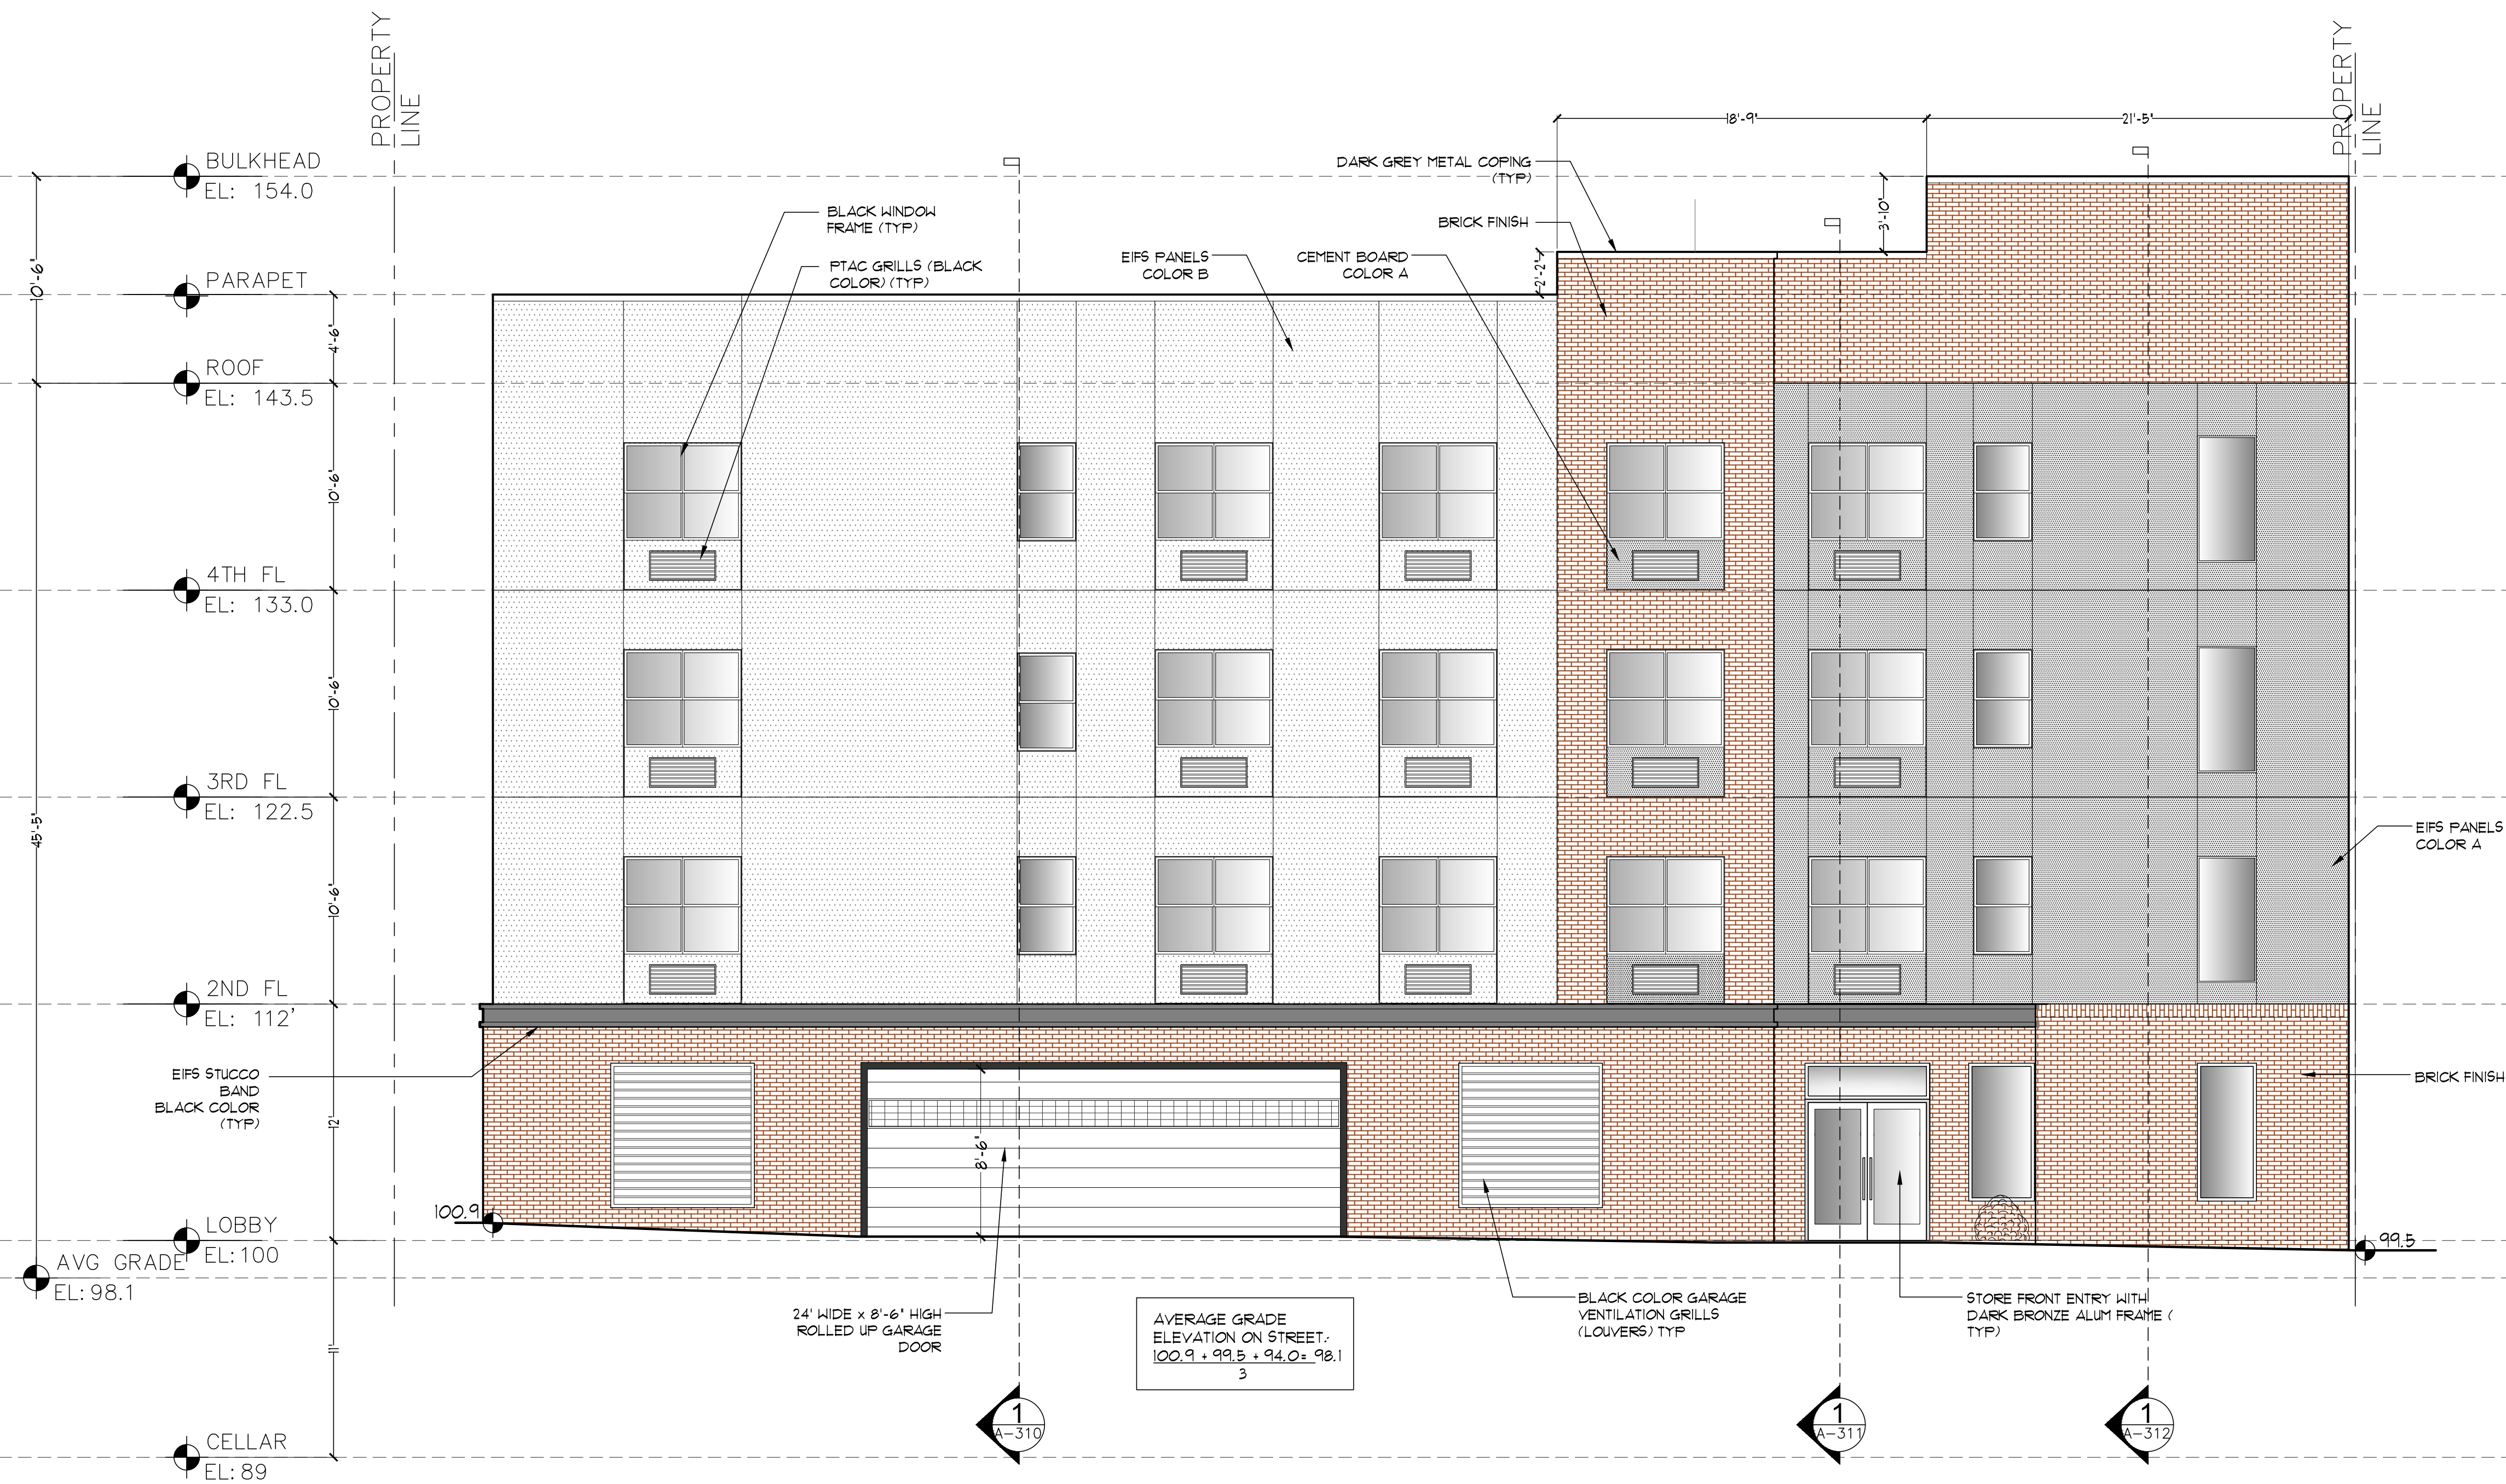 PROPERTY
LINE
PROPERTY
LINE
18'-9"
21'-5"
BULKHEAD
EL: 154.0
PARAPET
ROOF
EL: 143.5
4TH FL
EL: 133.0
3RD FL
EL: 122.5
2ND FL
EL: 112'
LOBBY
EL:100
AVG GRADE
EL:98.1
CELLAR
EL:89
10'-6"
45'-5"
4'-6"
10'-6"
10'-6"
10'-6"
12'
11'
BLACK WINDOW
FRAME (TYP)
PTAC GRILLS (BLACK
COLOR) (TYP)
EIFS PANELS
COLOR B
CEMENT BOARD
COLOR A
DARK GREY METAL COPING
(TYP)
BRICK FINISH
2'-2"
3'-10"
EIFS PANELS
COLOR A
BRICK FINISH
EIFS STUCCO
BAND
BLACK COLOR
(TYP)
8'-6"
100.9
99.5
24' WIDE x 8'-6" HIGH
ROLLED UP GARAGE
DOOR
AVERAGE GRADE
ELEVATION ON STREET.:
100.9 + 99.5 + 94.0= 98.1
3
BLACK COLOR GARAGE
VENTILATION GRILLS
(LOUVERS) TYP
STORE FRONT ENTRY WITH
DARK BRONZE ALUM FRAME (
TYP)
1
A-310
1
A-311
1
A-312